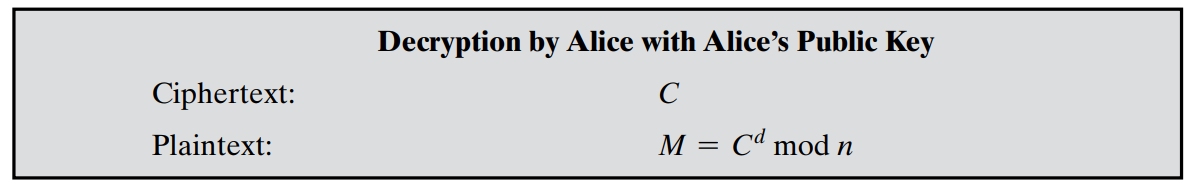 Decryption by Alice with Alice’s Public Key
Ciphertext: C
Plaintext: M = C^d mod n